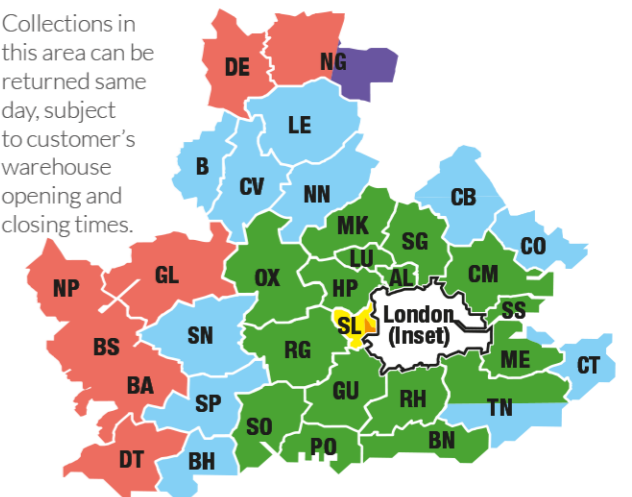 Collections in
this area can be
returned same
day, subject
to customer's
warehouse
opening and
closing times.
DE
NG
LE
B
CV
NN
CB
MK
SG
CO
LU
NP
GL
OX
HP
AL
CM
SS
SL
London
(Inset)
SN
BS
RG
ME
CT
BA
GU
RH
SP
TN
SO
BN
DT
BH
PO